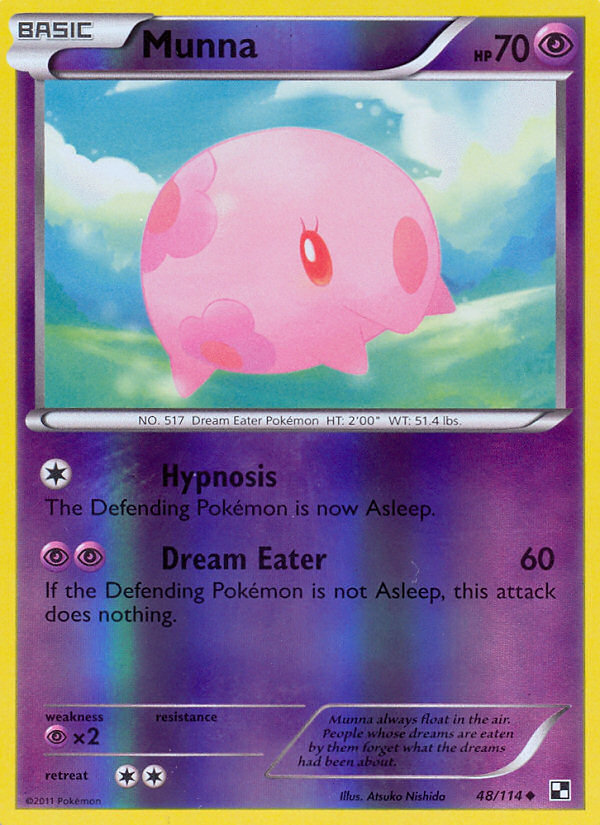 BASIC
Munna
HP70
NO. 517 Dream Eater Pokémon HT: 2'00" WT: 51.4 lbs.
Hypnosis
The Defending Pokémon is now Asleep.
Dream Eater 60
If the Defending Pokémon is not Asleep, this attack
does nothing.
weakness resistance
×2
retreat
Munna always float in the air.
People whose dreams are eaten
by them forget what the dreams
had been about.
©2011 Pokémon
Illus. Atsuko Nishido 48/114